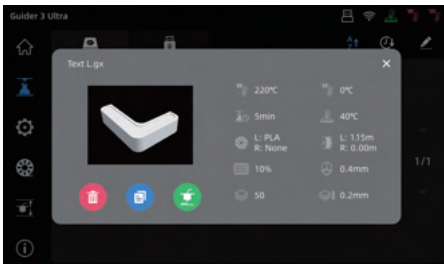 Guider 3 Ultra
Text L.gx
220℃
0℃
5min
40℃
L: PLA
R: None
L: 1.15m
R: 0.00m
10%
0.4mm
50
0.2mm
1/1